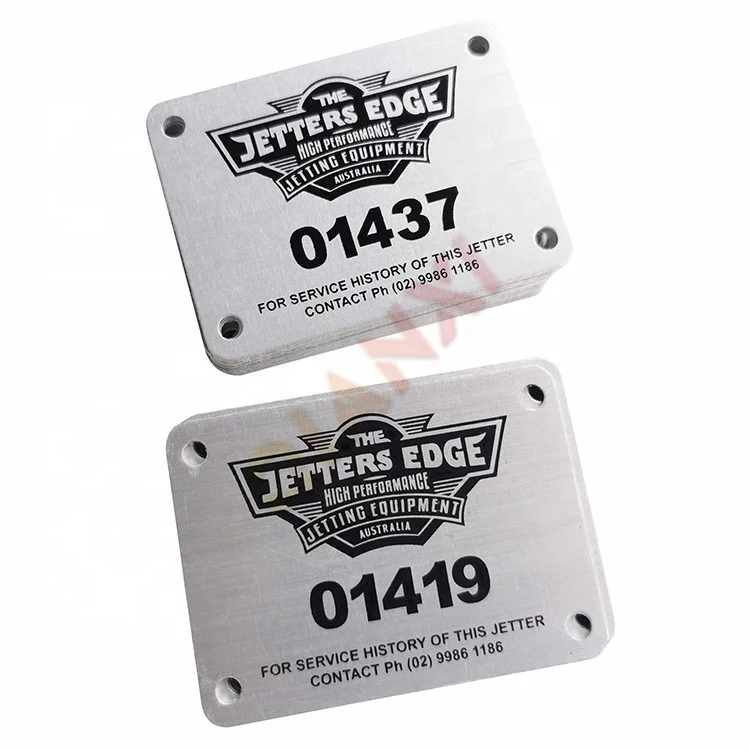 THE
JETTERS EDGE
HIGH PERFORMANCE
JETTING EQUIPMENT
AUSTRALIA
01437
FOR SERVICE HISTORY OF THIS JETTER
CONTACT Ph (02) 9986 1186
THE
JETTERS EDGE
HIGH PERFORMANCE
JETTING EQUIPMENT
AUSTRALIA
01419
FOR SERVICE HISTORY OF THIS JETTER
CONTACT Ph (02) 9986 1186